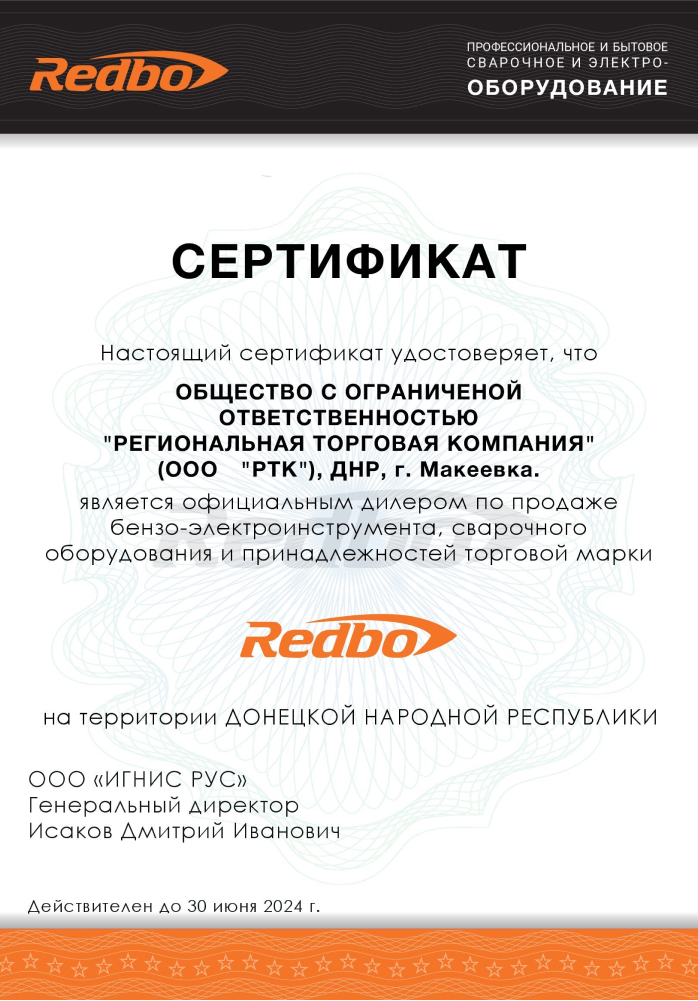 Redbo
ПРОФЕССИОНАЛЬНОЕ И БЫТОВОЕ
СВАРОЧНОЕ И ЭЛЕКТРО-
ОБОРУДОВАНИЕ
СЕРТИФИКАТ
Настоящий сертификат удостоверяет, что
ОБЩЕСТВО С ОГРАНИЧЕНОЙ
ОТВЕТСТВЕННОСТЬЮ
"РЕГИОНАЛЬНАЯ ТОРГОВАЯ КОМПАНИЯ"
(ООО "РТК"), ДНР, г. Макеевка.
является официальным дилером по продаже
бензо-электроинструмента, сварочного
оборудования и принадлежностей торговой марки
Redbo
Redbo
на территории ДОНЕЦКОЙ НАРОДНОЙ РЕСПУБЛИКИ
ООО «ИГНИС РУС»
Генеральный директор
Исаков Дмитрий Иванович
Действителен до 30 июня 2024 г.